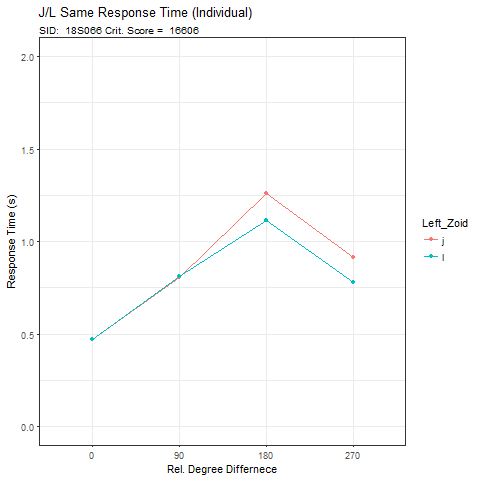 J/L Same Response Time (Individual)
SID:  18S066 Crit. Score =  16606
2.0
1.5
1.0
0.5
0.0
Response Time (s)
0 90 180 270
Rel. Degree Differnece
Left_Zoid
j
l